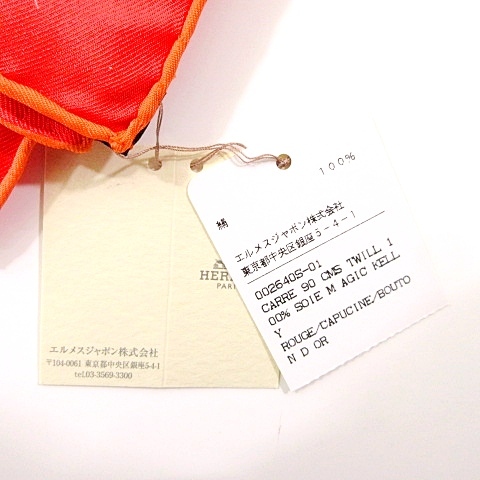 絹 100%
エルメスジャポン株式会社
東京都中央区銀座5-4-1
002640S-01
CARRE 90 CMS TWILL 1
00% SOIE M AGIC KELL
Y
ROUGE/CAPUCINE/BOUTO
N D OR
PARI
エルメスジャポン株式会社
〒104-0061 東京都中央区銀座5-4-1
tel.03-3569-3300